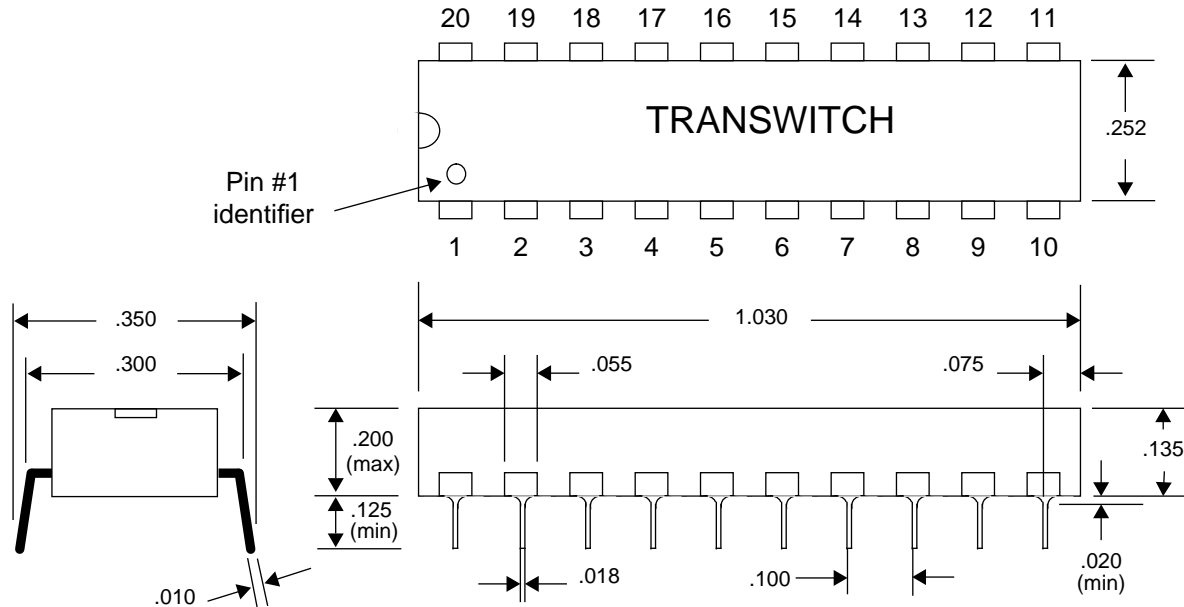 20 19 18 17 16 15 14 13 12 11
TRANSWITCH
.252
Pin #1
identifier
1 2 3 4 5 6 7 8 9 10
.350
1.030
.300
.055
.075
.200
(max)
.135
.125
(min)
.018
.100
.020
(min)
.010